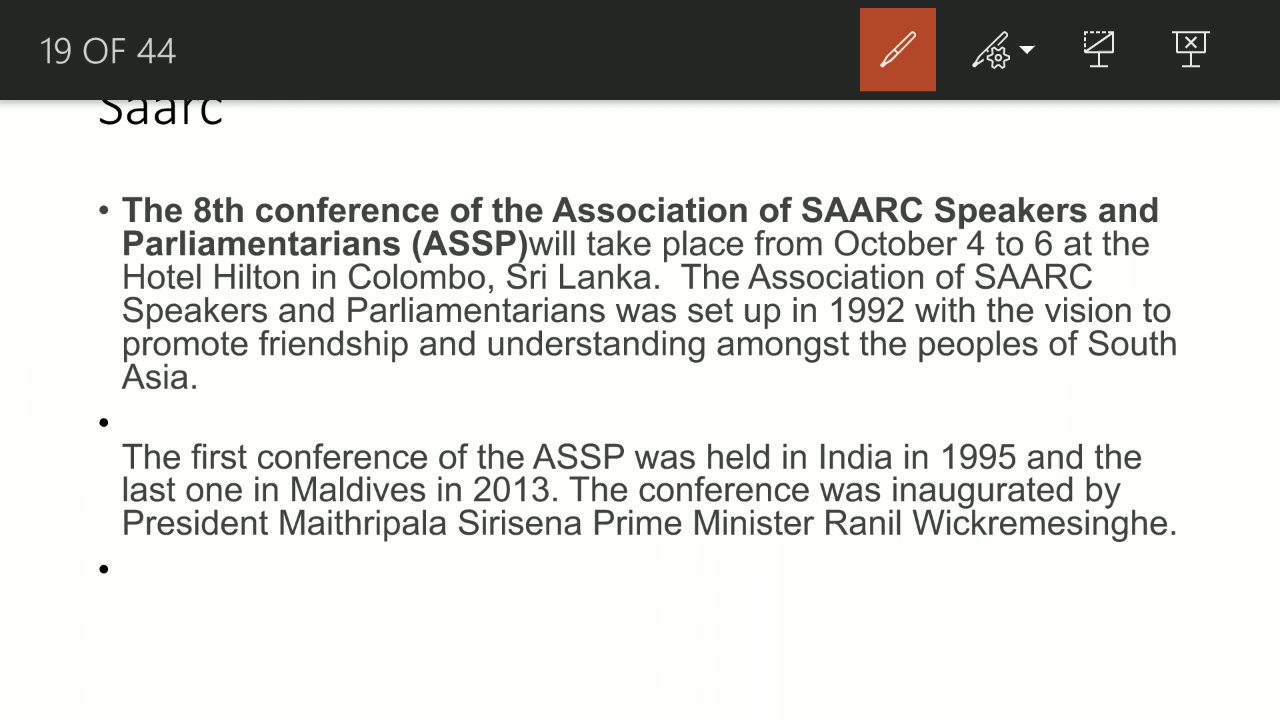 19 OF 44
Saarc
• The 8th conference of the Association of SAARC Speakers and
Parliamentarians (ASSP)will take place from October 4 to 6 at the
Hotel Hilton in Colombo, Sri Lanka.  The Association of SAARC
Speakers and Parliamentarians was set up in 1992 with the vision to
promote friendship and understanding amongst the peoples of South
Asia.
•
The first conference of the ASSP was held in India in 1995 and the
last one in Maldives in 2013. The conference was inaugurated by
President Maithripala Sirisena Prime Minister Ranil Wickremesinghe.
•